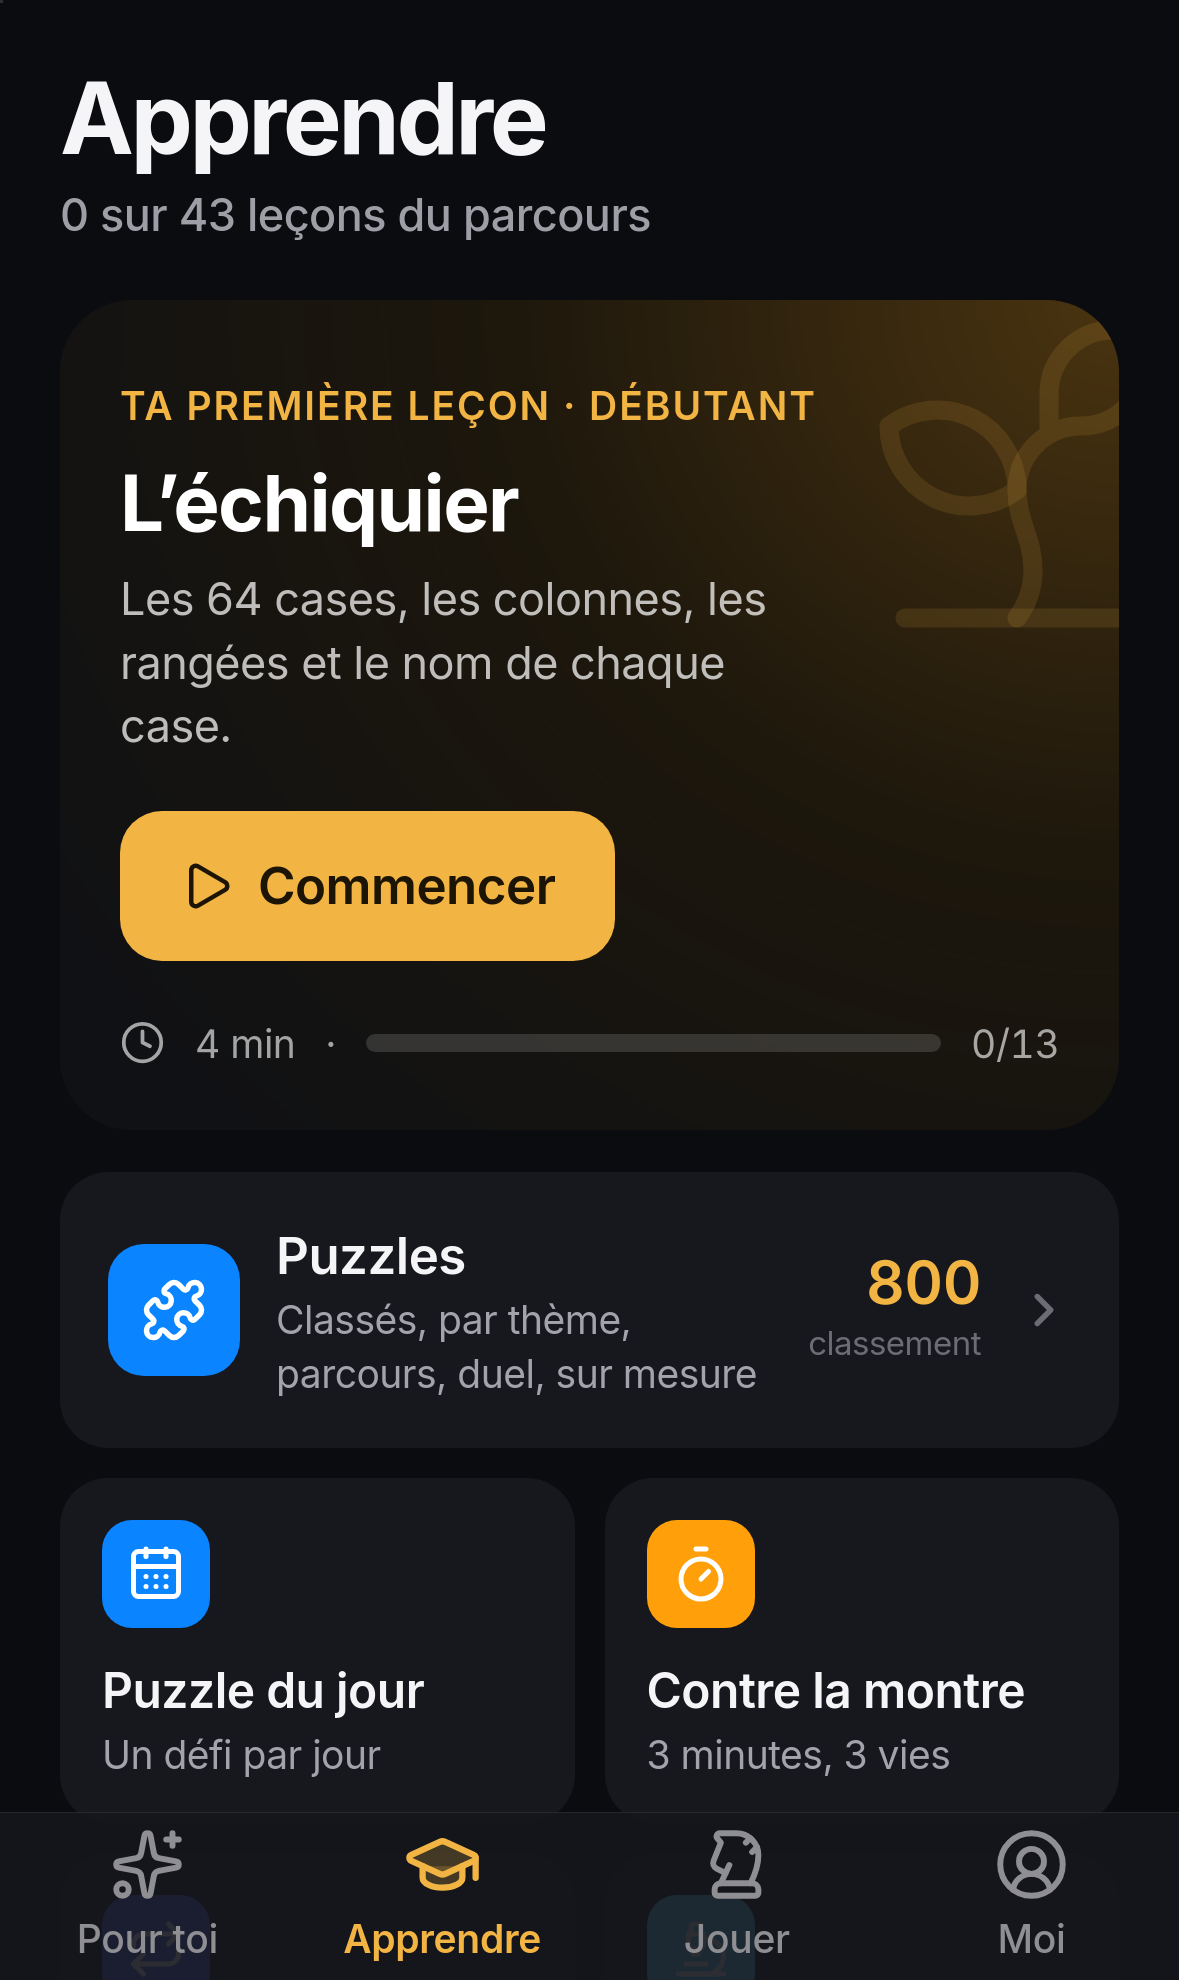 Apprendre
0 sur 43 leçons du parcours
TA PREMIÈRE LEÇON · DÉBUTANT
L’échiquier
Les 64 cases, les colonnes, les
rangées et le nom de chaque
case.
Commencer
4 min · 0/13
Puzzles
Classés, par thème,
parcours, duel, sur mesure
800
classement
Puzzle du jour
Un défi par jour
Contre la montre
3 minutes, 3 vies
Pour toi
Apprendre
Jouer
Moi